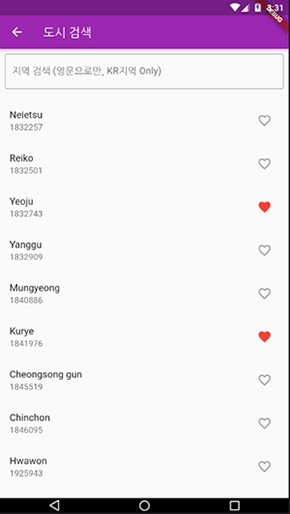 3:31
도시 검색
지역 검색 (영문으로만, KR지역 Only)
Neietsu
1832257
Reiko
1832501
Yeoju
1832743
Yanggu
1832909
Mungyeong
1840886
Kurye
1841976
Cheongsong gun
1845519
Chinchon
1846095
Hwawon
1925943